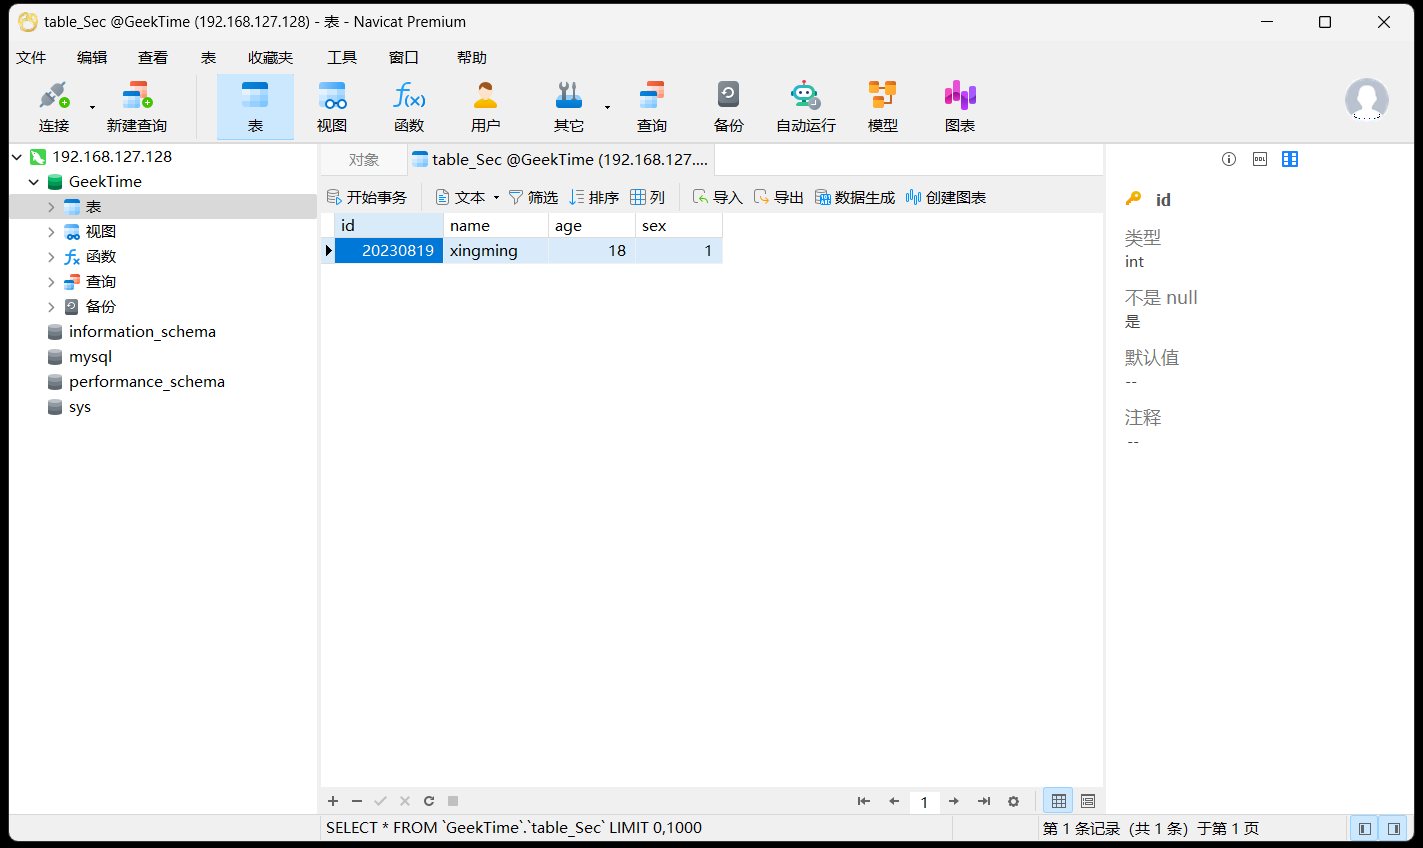 table_Sec @GeekTime (192.168.127.128) - 表 - Navicat Premium
文件 编辑 查看 表 收藏夹 工具 窗口 帮助
连接 新建查询 表 视图 函数 用户 其它 查询 备份 自动运行 模型 图表
192.168.127.128
GeekTime
表
视图
函数
查询
备份
information_schema
mysql
performance_schema
sys
对象 table_Sec @GeekTime (192.168.127....
开始事务 文本 筛选 排序 列 导入 导出 数据生成 创建图表
id name age sex
20230819 xingming 18 1
DDL
id
类型
int
不是 null
是
默认值
--
注释
--
1
SELECT * FROM `GeekTime`.`table_Sec` LIMIT 0,1000
第 1 条记录（共 1 条）于第 1 页